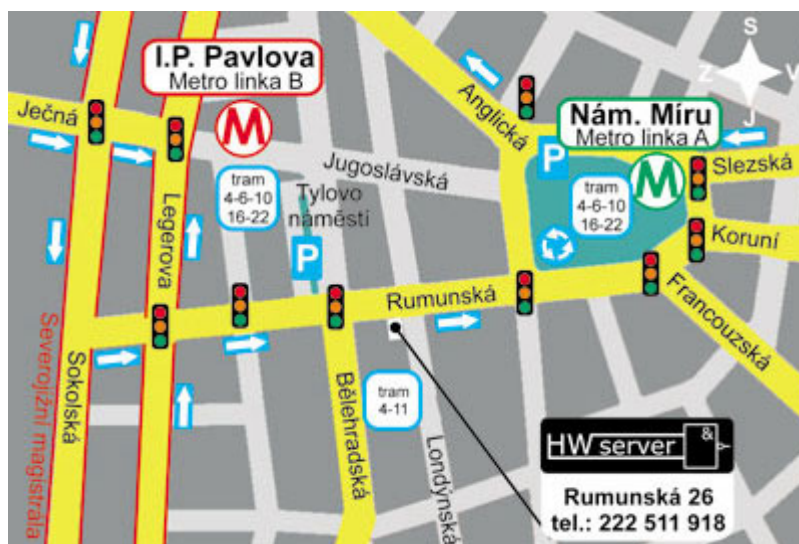 I.P. Pavlova
Metro linka B
M
Ječná
Anglická
S
Z
V
J
Nám. Míru
Metro linka A
M
P
Slezská
Jugoslávská
tram
4-6-10
16-22
Tylovo
náměstí
tram
4-6-10
16-22
Legerova
P
Koruní
Rumunská
Francouzská
Severojižní magistrála
Sokolská
Bělehradská
tram
4-11
Londýnská
HW server
&
Rumunská 26
tel.: 222 511 918